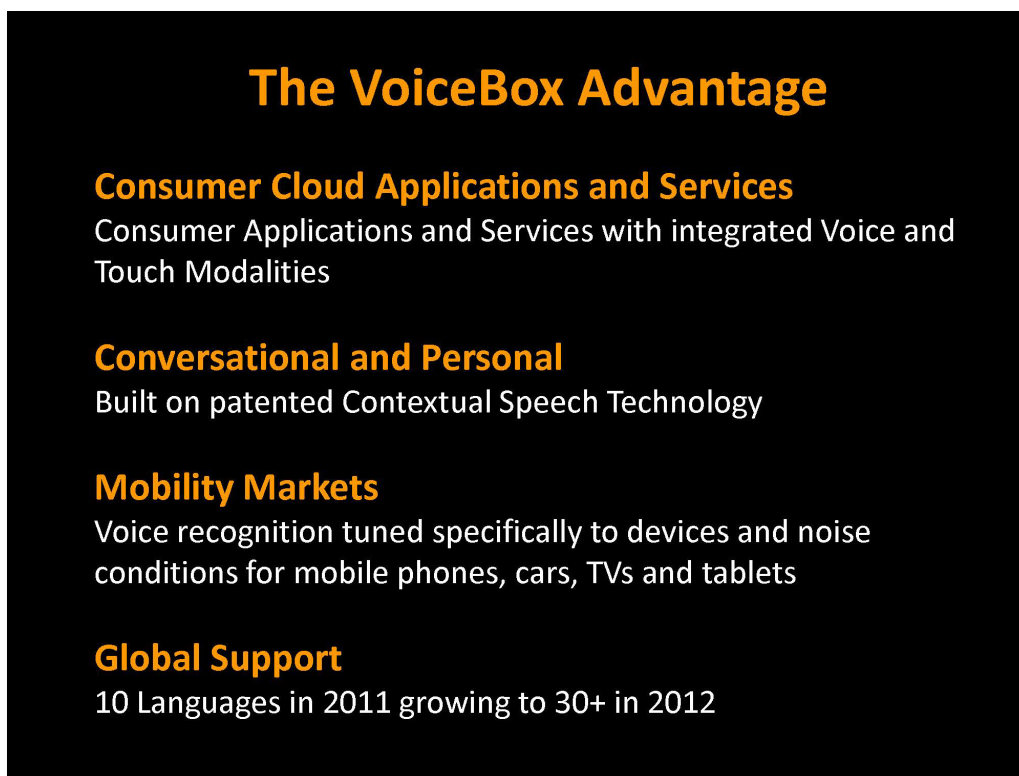 The VoiceBox Advantage
Consumer Cloud Applications and Services
Consumer Applications and Services with integrated Voice and
Touch Modalities
Conversational and Personal
Built on patented Contextual Speech Technology
Mobility Markets
Voice recognition tuned specifically to devices and noise
conditions for mobile phones, cars, TVs and tablets
Global Support
10 Languages in 2011 growing to 30+ in 2012